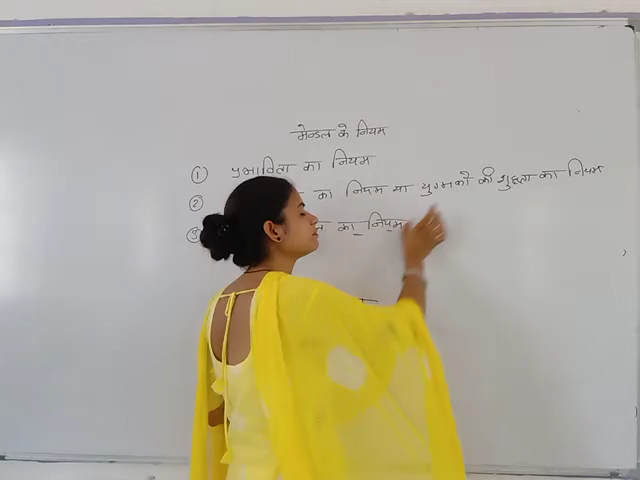 मेन्डल के नियम
① प्रभाविता का नियम
② का नियम या युग्मकों की शुद्धता का नियम
③ का नियम